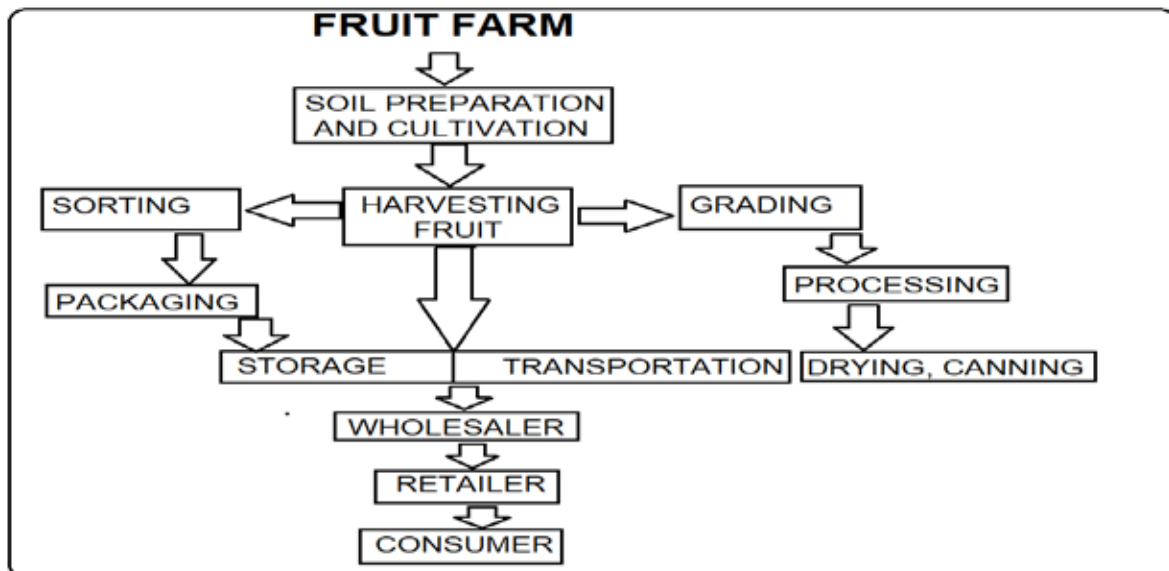 FRUIT FARM
SOIL PREPARATION
AND CULTIVATION
SORTING
HARVESTING
FRUIT
GRADING
PACKAGING
PROCESSING
STORAGE
TRANSPORTATION
DRYING, CANNING
WHOLESALER
RETAILER
CONSUMER